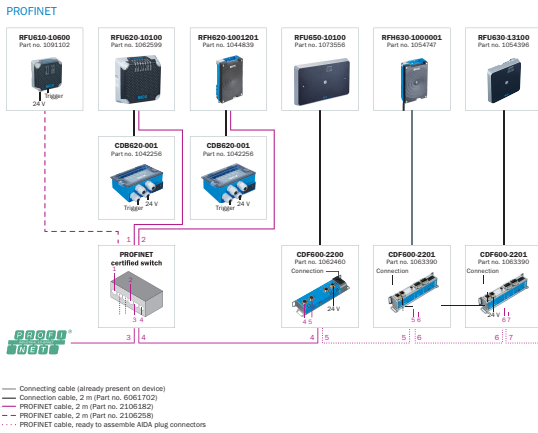 PROFINET
RFU610-10600
Part no. 1091102
Trigger
24 V
RFU620-10100
Part no. 1062599
RFH620-1001201
Part no. 1044839
RFU650-10100
Part no. 1073556
RFH630-1000001
Part no. 1054747
RFU630-13100
Part no. 1054396
CDB620-001
Part no. 1042256
Trigger
24 V
CDB620-001
Part no. 1042256
Trigger
24 V
1 2
PROFINET
certified switch
1
2
3 4
CDF600-2200
Part no. 1062460
Connection
24 V
4 5
CDF600-2201
Part no. 1063390
Connection
5 6
CDF600-2201
Part no. 1063390
Connection
24 V
6 7
PROFI
NET
®
3 4
4 5
5 6
6 7
Connecting cable (already present on device)
Connection cable, 2 m (Part no. 6061702)
PROFINET cable, 2 m (Part no. 2106182)
PROFINET cable, 2 m (Part no. 2106258)
PROFINET cable, ready to assemble AIDA plug connectors